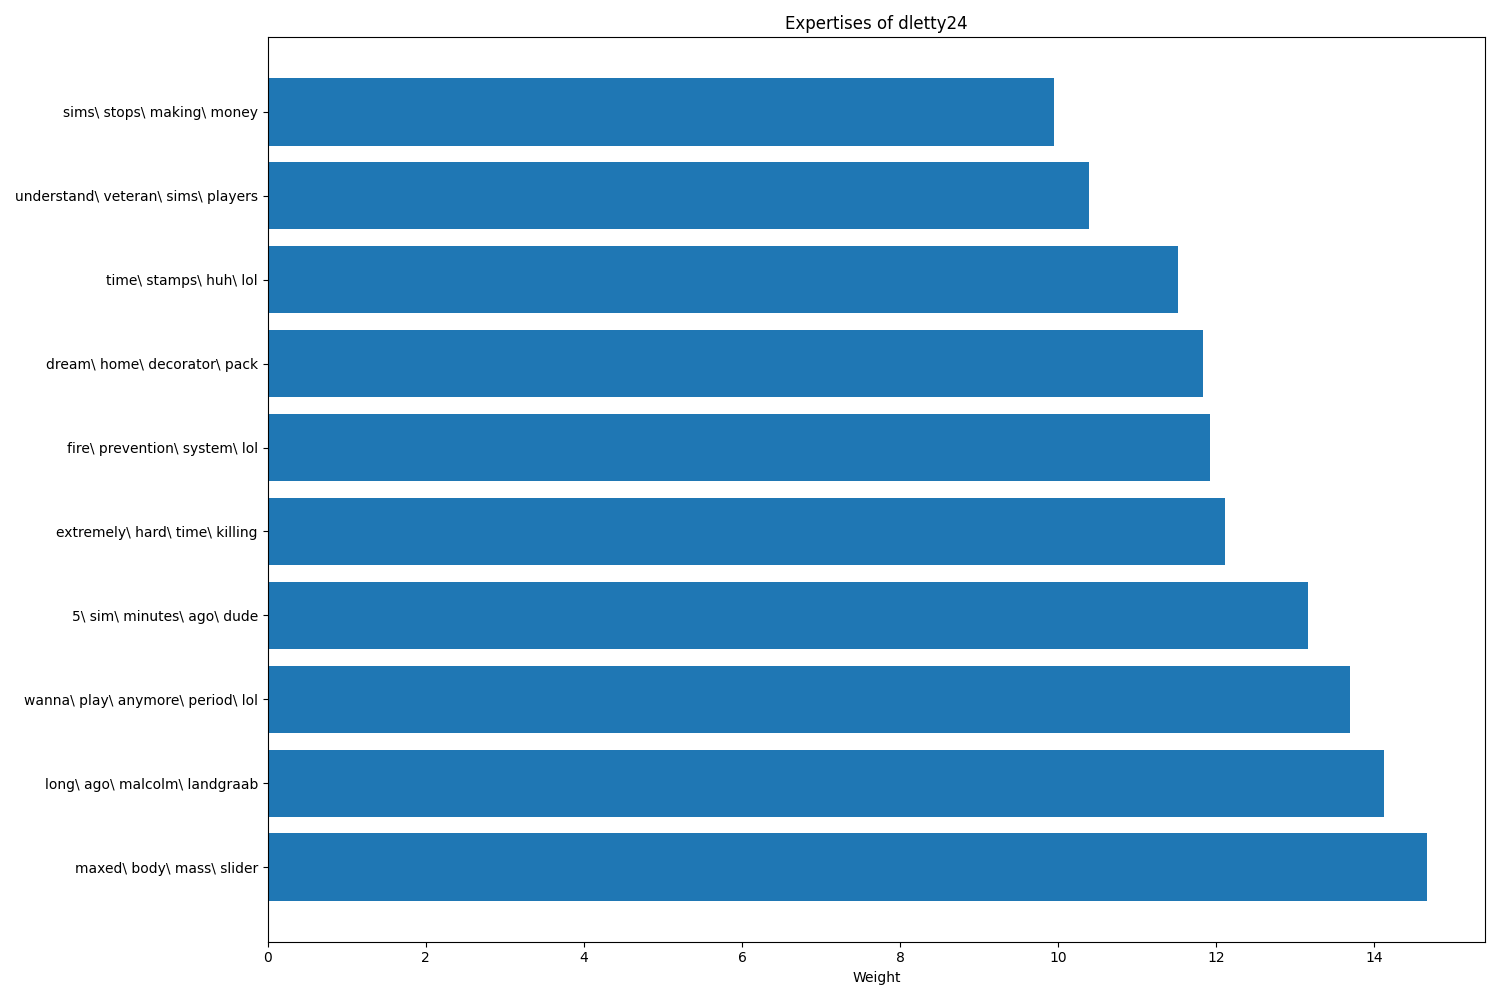 Expertises of dletty24
sims\ stops\ making\ money
understand\ veteran\ sims\ players
time\ stamps\ huh\ lol
dream\ home\ decorator\ pack
fire\ prevention\ system\ lol
extremely\ hard\ time\ killing
5\ sim\ minutes\ ago\ dude
wanna\ play\ anymore\ period\ lol
long\ ago\ malcolm\ landgraab
maxed\ body\ mass\ slider
0 2 4 6 8 10 12 14
Weight